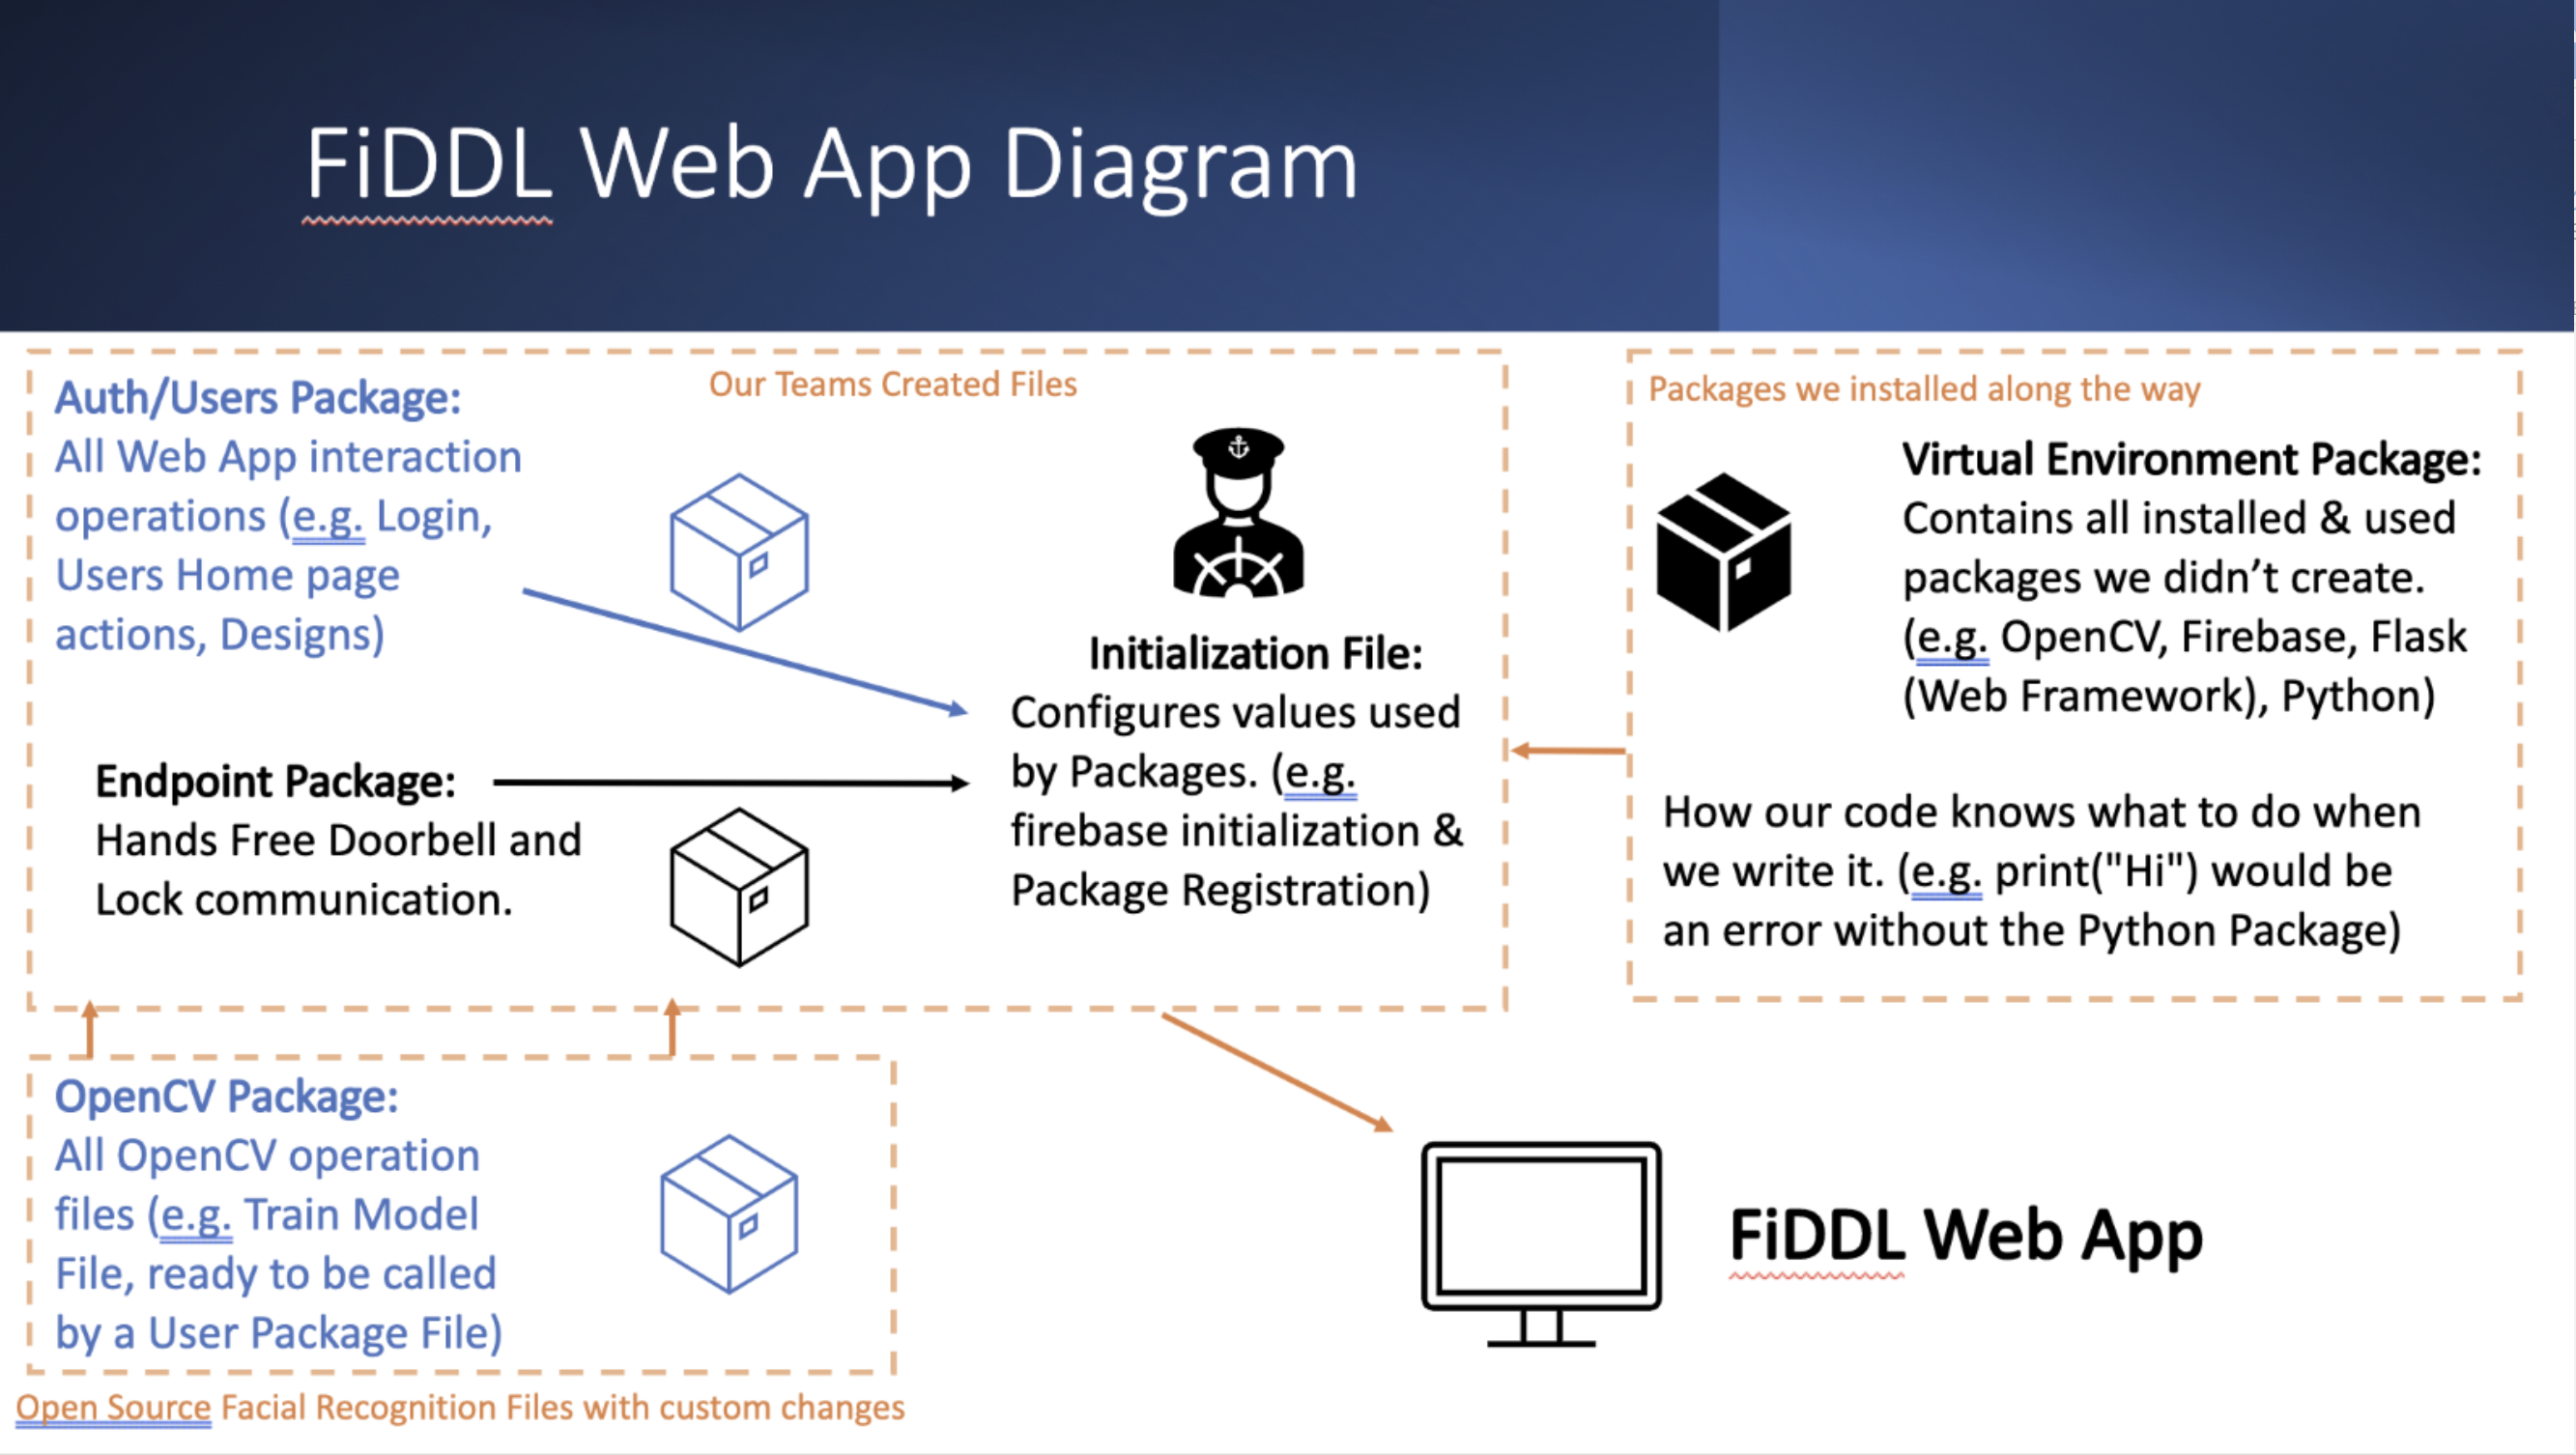 FiDDL Web App Diagram
Our Teams Created Files
Auth/Users Package:
All Web App interaction
operations (e.g. Login,
Users Home page
actions, Designs)
Endpoint Package:
Hands Free Doorbell and
Lock communication.
Initialization File:
Configures values used
by Packages. (e.g.
firebase initialization &
Package Registration)
Packages we installed along the way
Virtual Environment Package:
Contains all installed & used
packages we didn’t create.
(e.g. OpenCV, Firebase, Flask
(Web Framework), Python)
How our code knows what to do when
we write it. (e.g. print("Hi") would be
an error without the Python Package)
OpenCV Package:
All OpenCV operation
files (e.g. Train Model
File, ready to be called
by a User Package File)
Open Source Facial Recognition Files with custom changes
FiDDL Web App